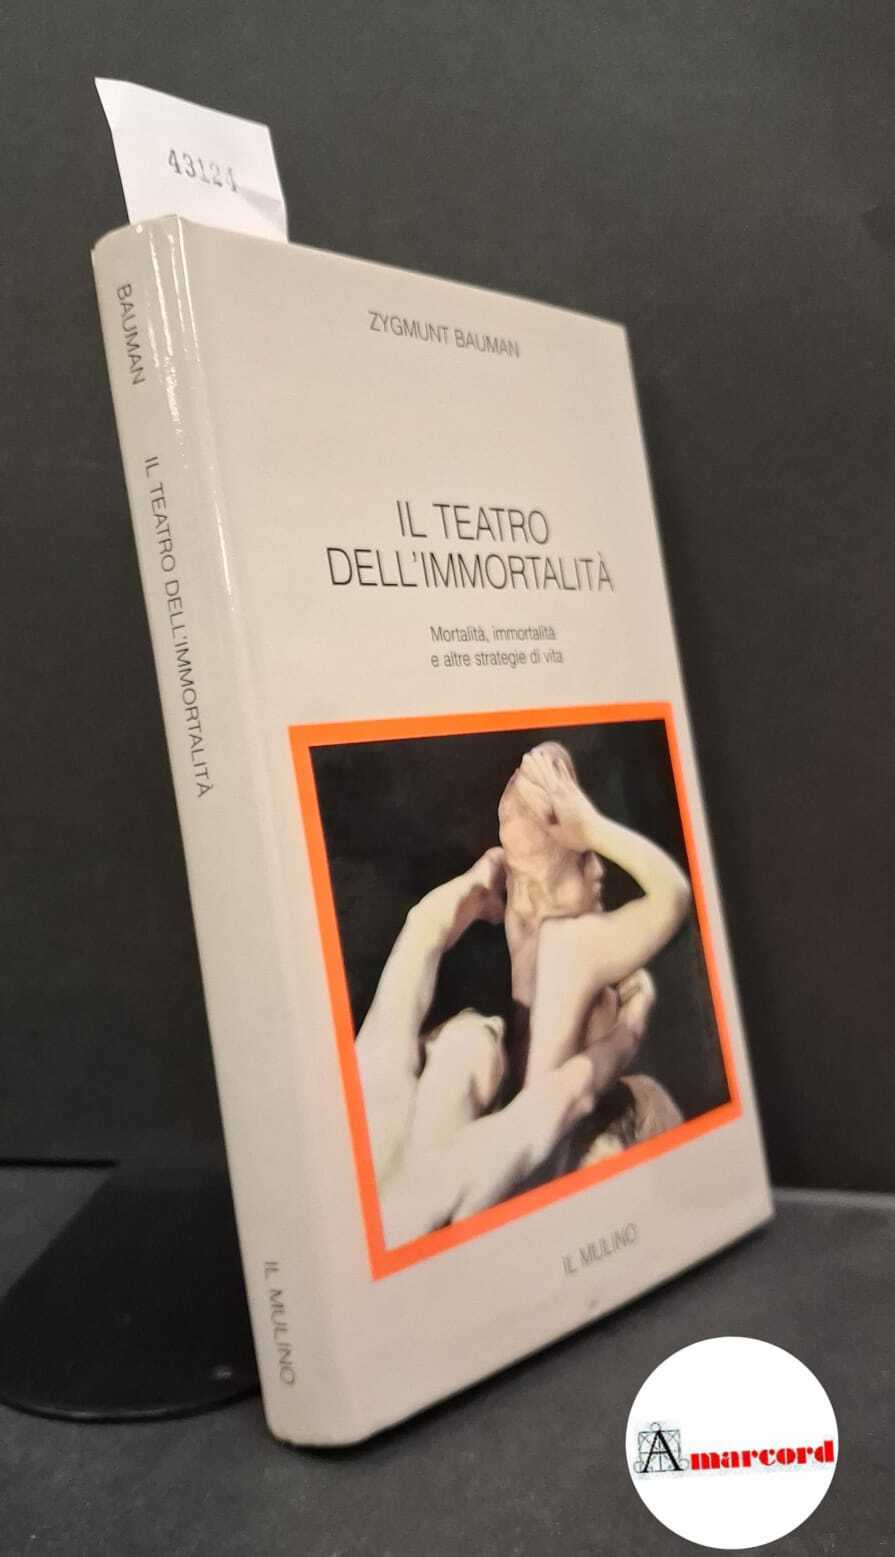 43124
BAUMAN
IL TEATRO DELL'IMMORTALITÀ
IL MULINO
ZYGMUNT BAUMAN
IL TEATRO
DELL'IMMORTALITÀ
Mortalità, immortalità
e altre strategie di vita
IL MULINO
Amarcord